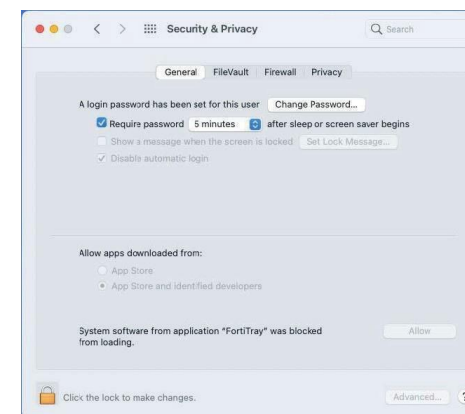 Security & Privacy
Search
General FileVault Firewall Privacy
A login password has been set for this user Change Password...
Require password 5 minutes after sleep or screen saver begins
Show a message when the screen is locked Set Lock Message...
Disable automatic login
Allow apps downloaded from:
App Store
App Store and identified developers
System software from application "FortiTray" was blocked Allow
from loading.
Click the lock to make changes. Advanced... ?